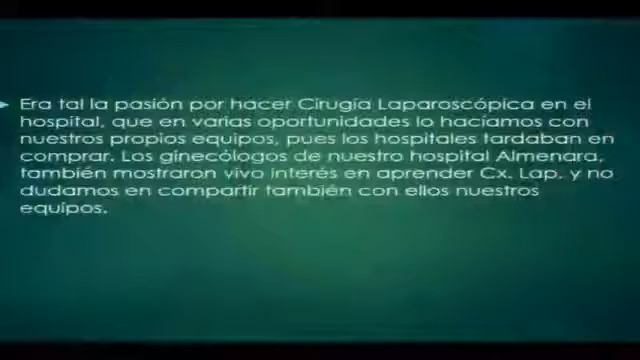 Era tal la pasión por hacer Cirugía Laparoscópica en el
hospital, que en varias oportunidades lo hacíamos con
nuestros propios equipos, pues los hospitales tardaban en
comprar. Los ginecólogos de nuestro hospital Almenara,
también mostraron vivo interés en aprender Cx. Lap. y no
dudamos en compartir también con ellos nuestros
equipos.